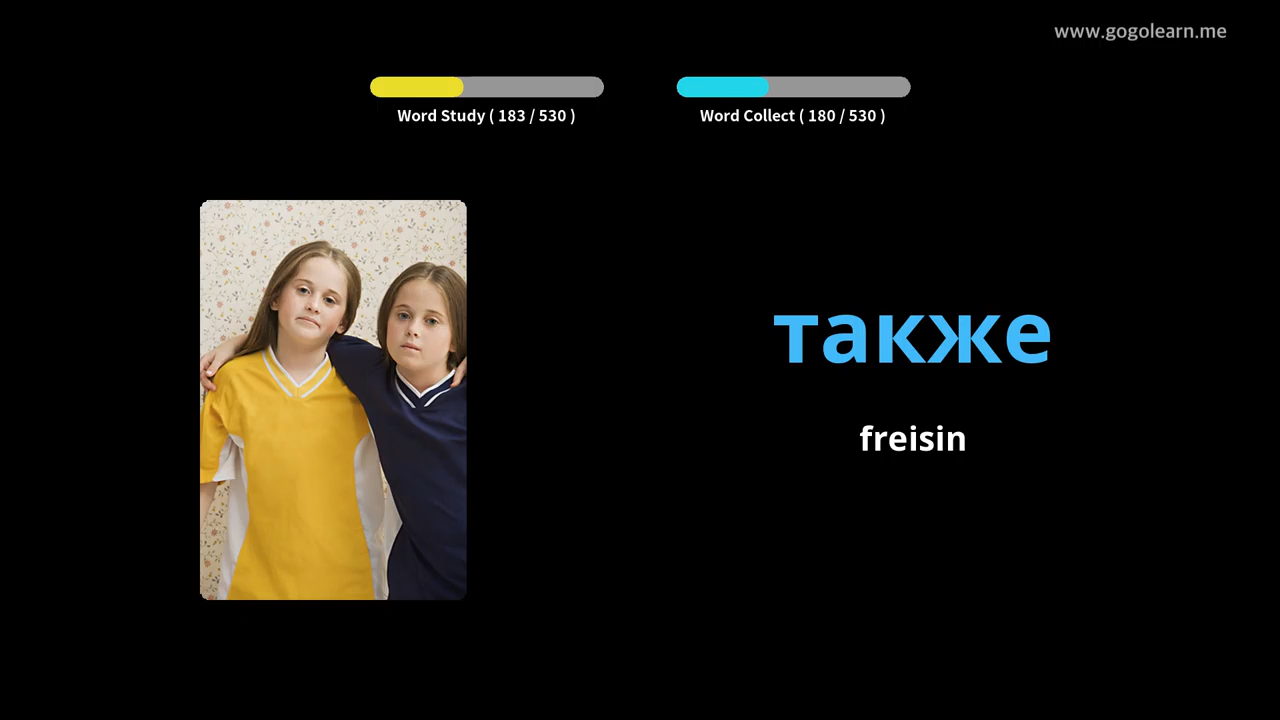 www.gogolearn.me
Word Study ( 183 / 530 )
Word Collect ( 180 / 530 )
также
freisin